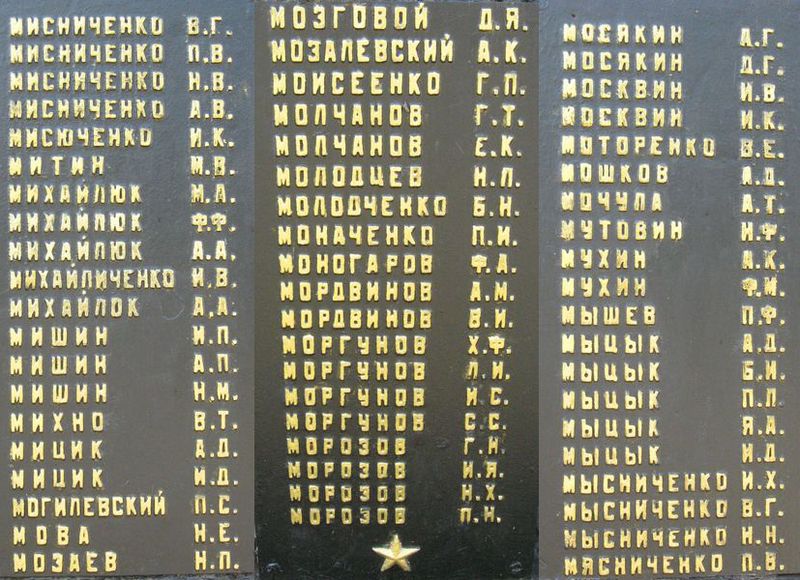 МИСНИЧЕНКО В.Г.
МИСНИЧЕНКО П.В.
МИСНИЧЕНКО Н.В.
МИСНИЧЕНКО А.В.
МИСЮЧЕНКО И.К.
МИТИН М.В.
МИХАЙЛЮК М.А.
МИХАЙЛЮК Ф.Ф.
МИХАЙЛЮК А.А.
МИХАЙЛИЧЕНКО И.В.
МИХАЙЛОК А.А.
МИШИН И.П.
МИШИН А.П.
МИШИН Н.М.
МИХНО В.Т.
МИЦИК А.Д.
МИЦИК И.Д.
МОГИЛЕВСКИЙ П.С.
МОВА Н.Е.
МОЗАЕВ Н.П.
МОЗГОВОЙ Д.Я.
МОЗАЛЕВСКИЙ А.К.
МОИСЕЕНКО Г.П.
МОЛЧАНОВ Г.Т.
МОЛЧАНОВ Е.К.
МОЛОДЦЕВ Н.П.
МОЛОДЧЕНКО Б.Н.
МОНАЧЕНКО П.И.
МОНОГАРОВ Ф.А.
МОРДВИНОВ А.М.
МОРДВИНОВ В.И.
МОРГУНОВ Х.Ф.
МОРГУНОВ Л.И.
МОРГУНОВ И.С.
МОРГУНОВ С.С.
МОРОЗОВ Г.Н.
МОРОЗОВ И.Я.
МОРОЗОВ Н.Х.
МОРОЗОВ П.Н.
МОСЯКИН А.Г.
МОСЯКИН Д.Г.
МОСКВИН И.В.
МОСКВИН И.К.
МОТОРЕНКО В.Е.
МОШКОВ А.Д.
МОЧУЛА А.Т.
МУТОВИН Н.Ф.
МУХИН А.К.
МУХИН Ф.М.
МЫШЕВ П.Ф.
МЫЦЫК А.Д.
МЫЦЫК Б.И.
МЫЦЫК П.П.
МЫЦЫК Я.А.
МЫЦЫК И.Д.
МЫСНИЧЕНКО И.Х.
МЫСНИЧЕНКО В.Г.
МЫСНИЧЕНКО Н.Н.
МЯСНИЧЕНКО П.В.